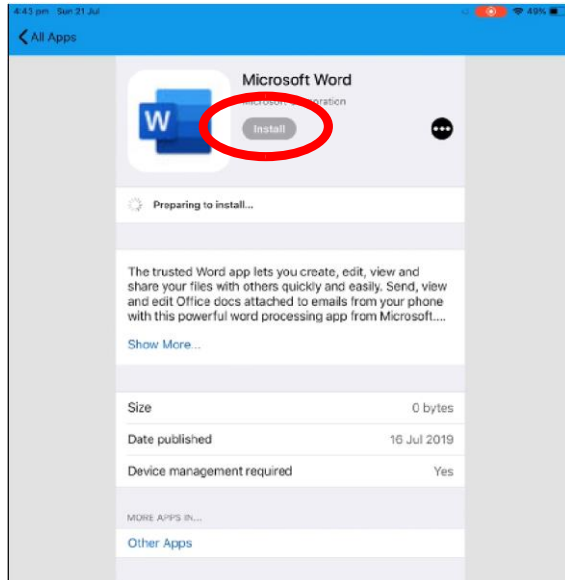 4:43 pm Sun 21 Jul
49%
All Apps
Microsoft Word
Microsoft Corporation
W
Install
Preparing to install...
The trusted Word app lets you create, edit, view and
share your files with others quickly and easily. Send, view
and edit Office docs attached to emails from your phone
with this powerful word processing app from Microsoft....
Show More...
Size 0 bytes
Date published 16 Jul 2019
Device management required Yes
MORE APPS IN...
Other Apps